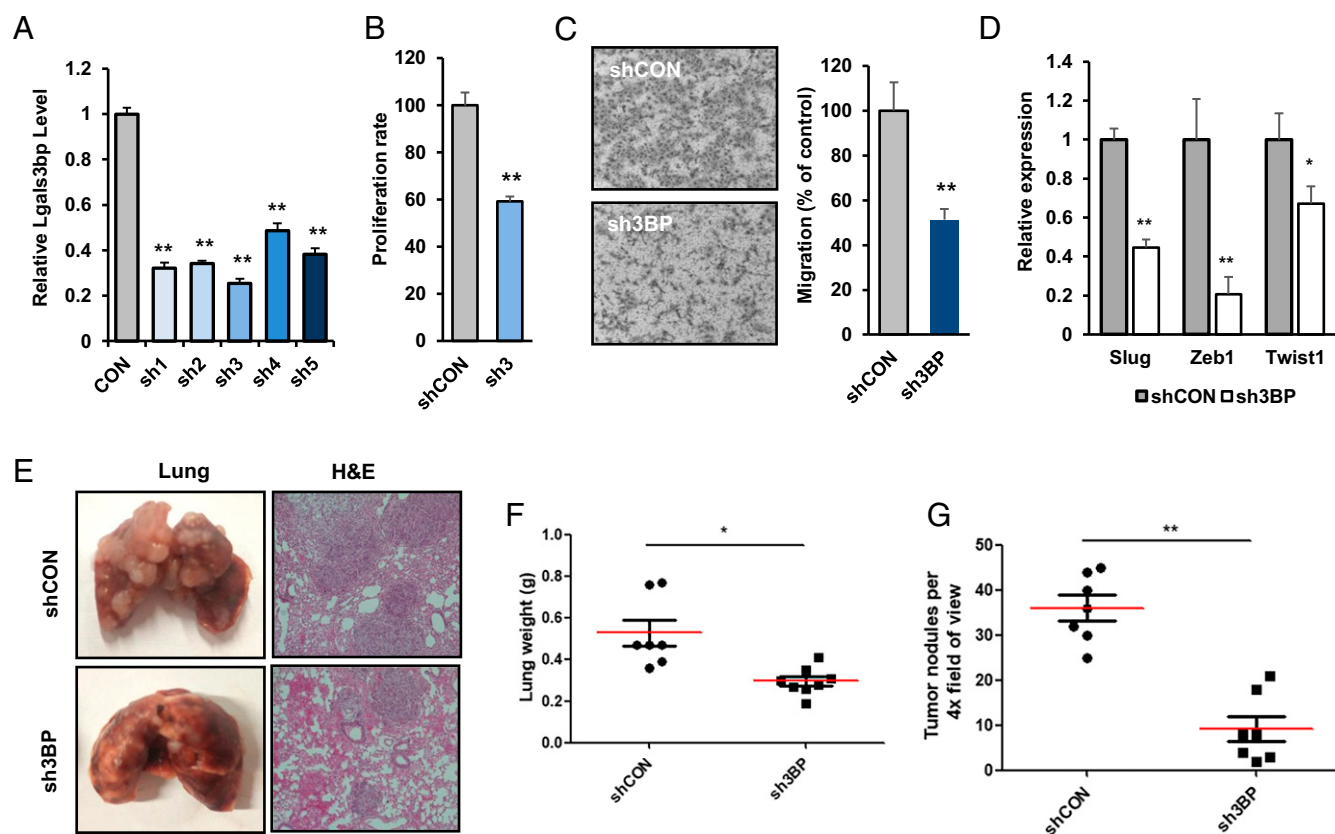 A
Relative Lgals3bp Level
1.2
1
0.8
0.6
0.4
0.2
0
** ** ** ** **
CON sh1 sh2 sh3 sh4 sh5
B
Proliferation rate
120
100
80
60
40
20
0
**
shCON sh3
C
shCON
sh3BP
Migration (% of control)
120
100
80
60
40
20
0
**
shCON sh3BP
D
Relative expression
1.4
1.2
1
0.8
0.6
0.4
0.2
0
** ** *
Slug Zeb1 Twist1
shCON sh3BP
E
Lung H&E
shCON
sh3BP
F
Lung weight (g)
1.0
0.8
0.6
0.4
0.2
0.0
*
shCON sh3BP
G
Tumor nodules per
4x field of view
50
40
30
20
10
0
**
shCON sh3BP